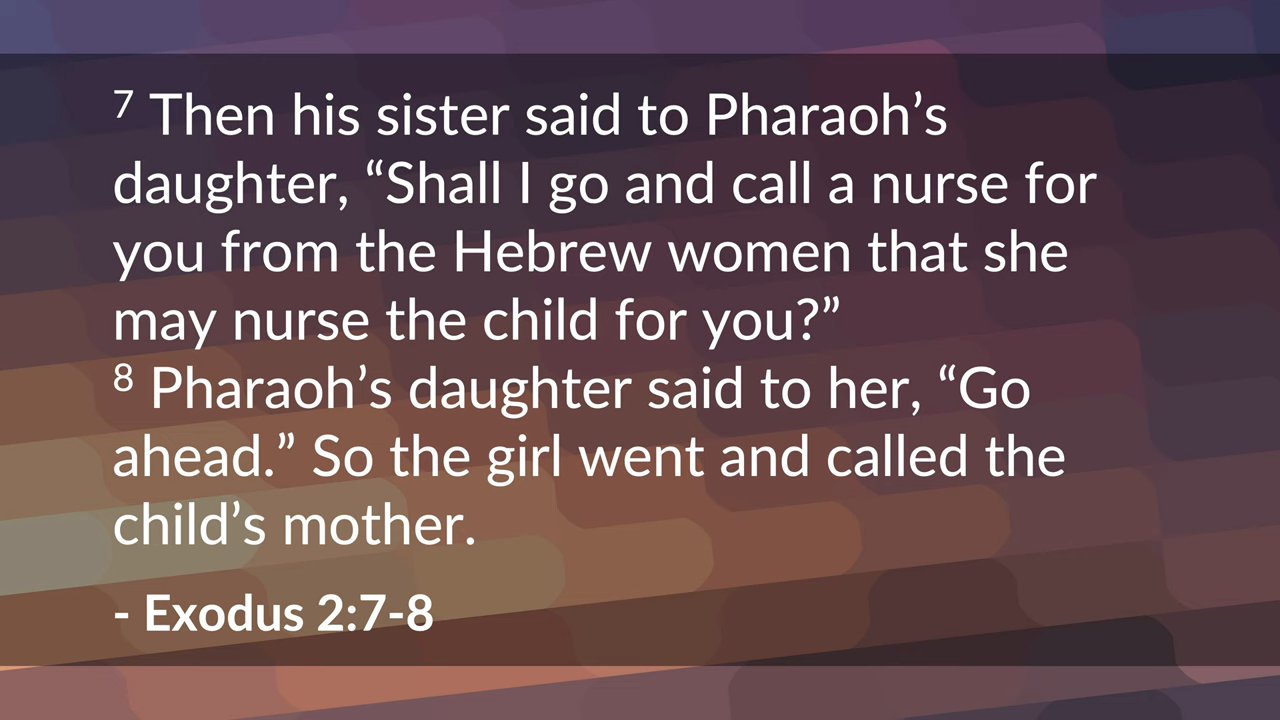 7 Then his sister said to Pharaoh’s
daughter, “Shall I go and call a nurse for
you from the Hebrew women that she
may nurse the child for you?”
8 Pharaoh’s daughter said to her, “Go
ahead.” So the girl went and called the
child’s mother.
- Exodus 2:7-8